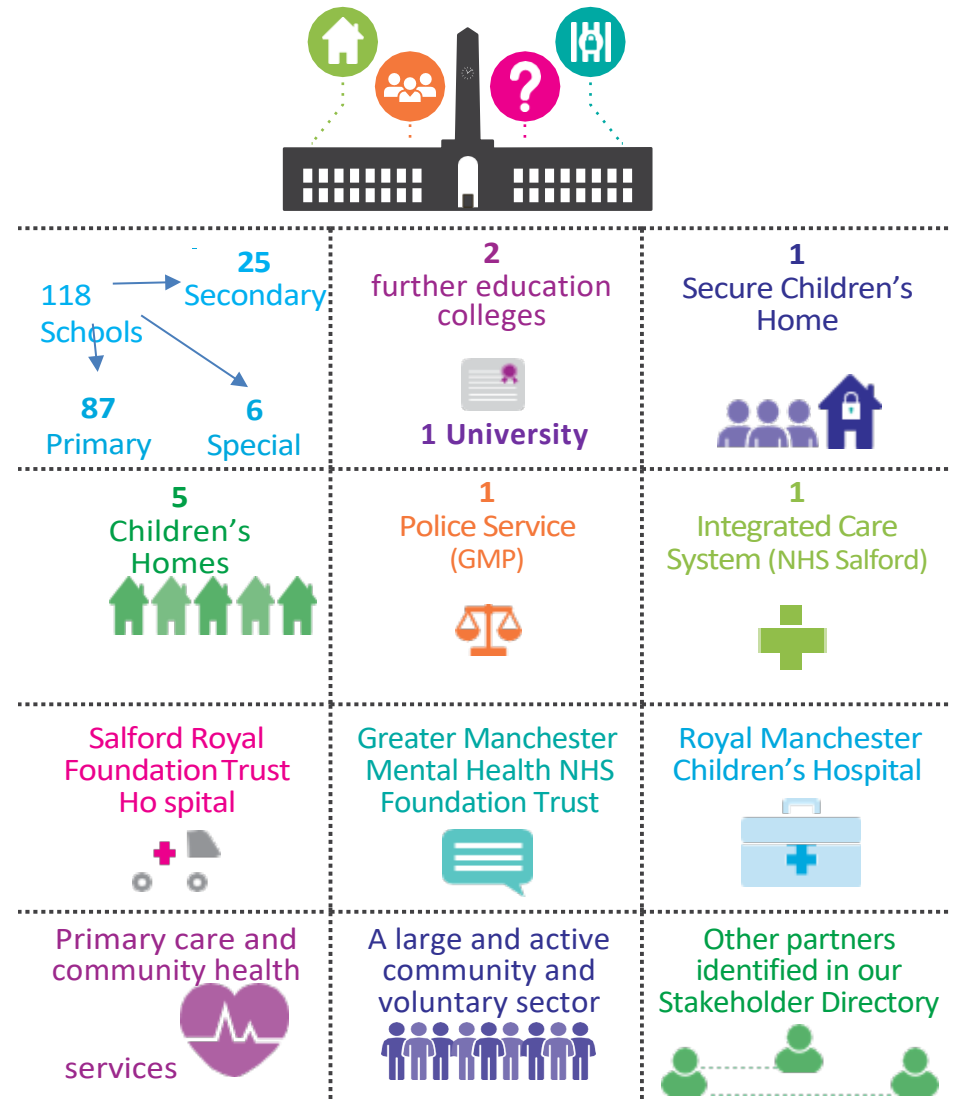 25
Secondary
118
Schools
87
Primary
6
Special
2
further education
colleges
1 University
1
Secure Children's
Home
5
Children's
Homes
1
Police Service
(GMP)
1
Integrated Care
System (NHS Salford)
Salford Royal
Foundation Trust
Ho spital
Greater Manchester
Mental Health NHS
Foundation Trust
Royal Manchester
Children's Hospital
Primary care and
community health
services
A large and active
community and
voluntary sector
Other partners
identified in our
Stakeholder Directory